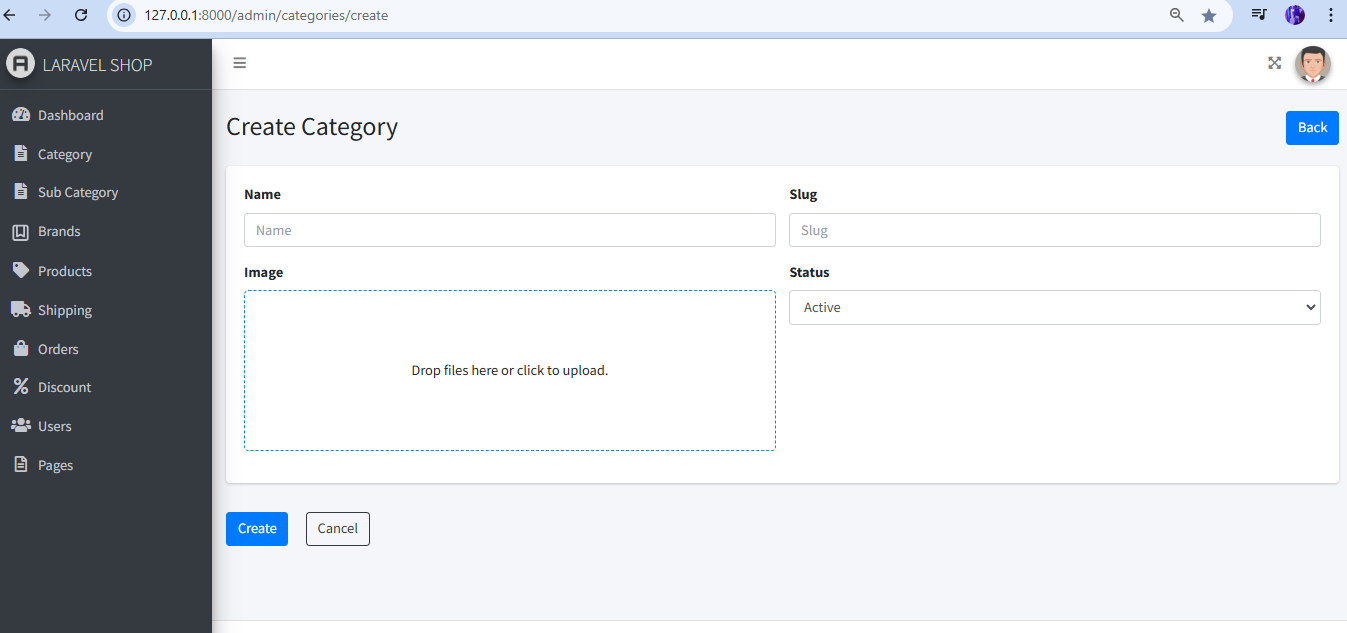 127.0.0.1:8000/admin/categories/create
LARAVEL SHOP
Dashboard
Category
Sub Category
Brands
Products
Shipping
Orders
Discount
Users
Pages
Create Category
Back
Name
Slug
Name
Slug
Image
Status
Active
Drop files here or click to upload.
Create
Cancel